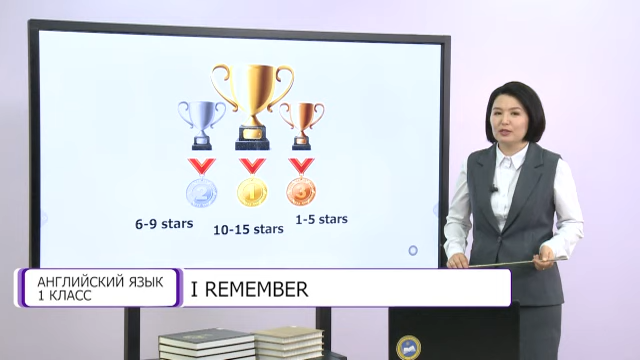 2
1
3
6-9 stars
10-15 stars
1-5 stars
АНГЛИЙСКИЙ ЯЗЫК
1 КЛАСС
I REMEMBER